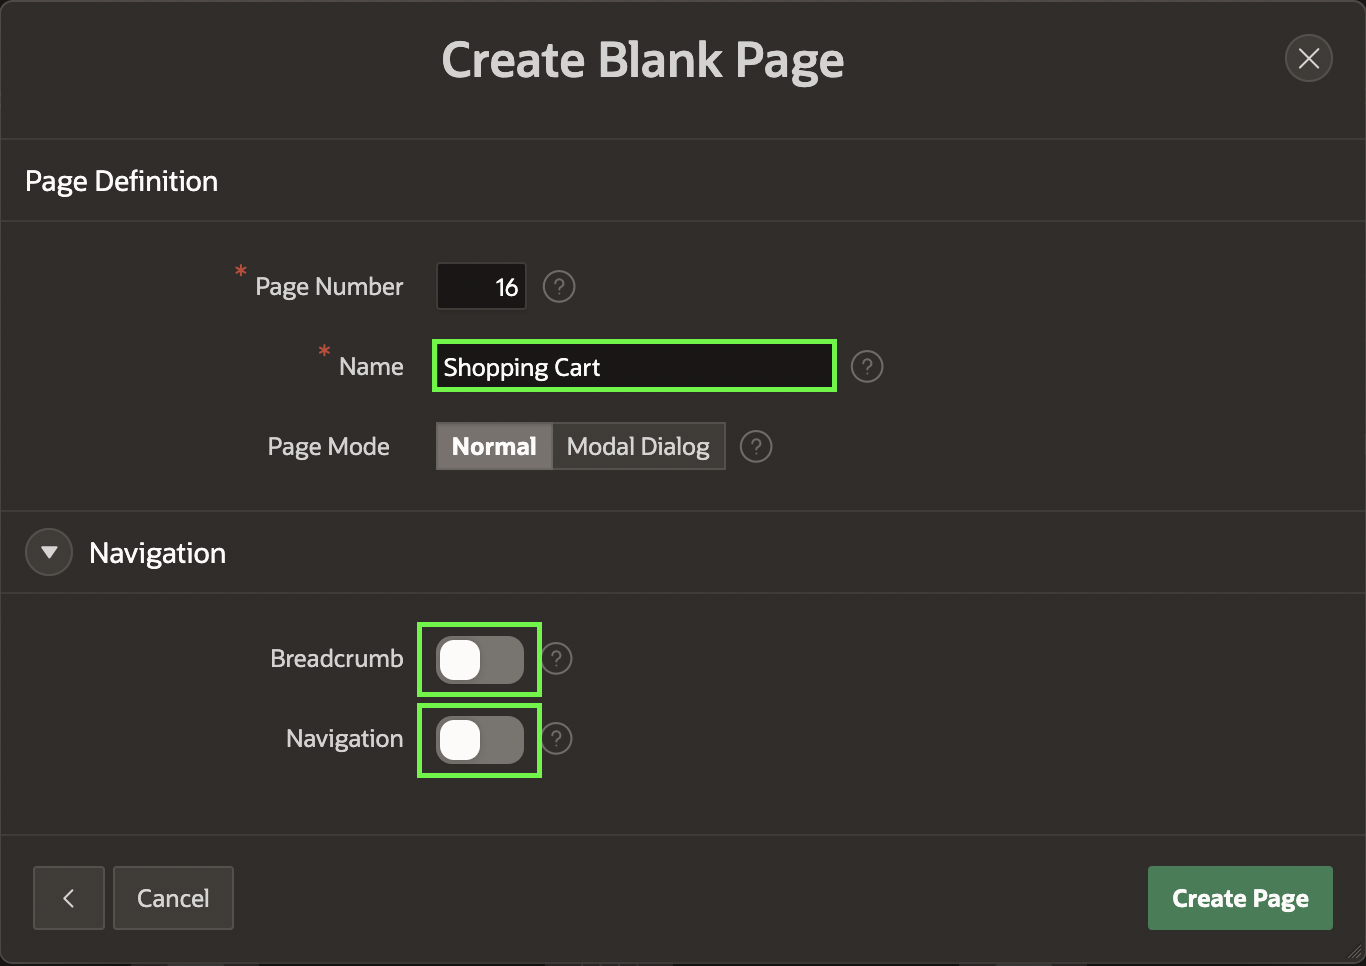 Create Blank Page
Page Definition
* Page Number 16 ?
* Name Shopping Cart ?
Page Mode Normal Modal Dialog ?
Navigation
Breadcrumb ?
Navigation ?
Cancel Create Page